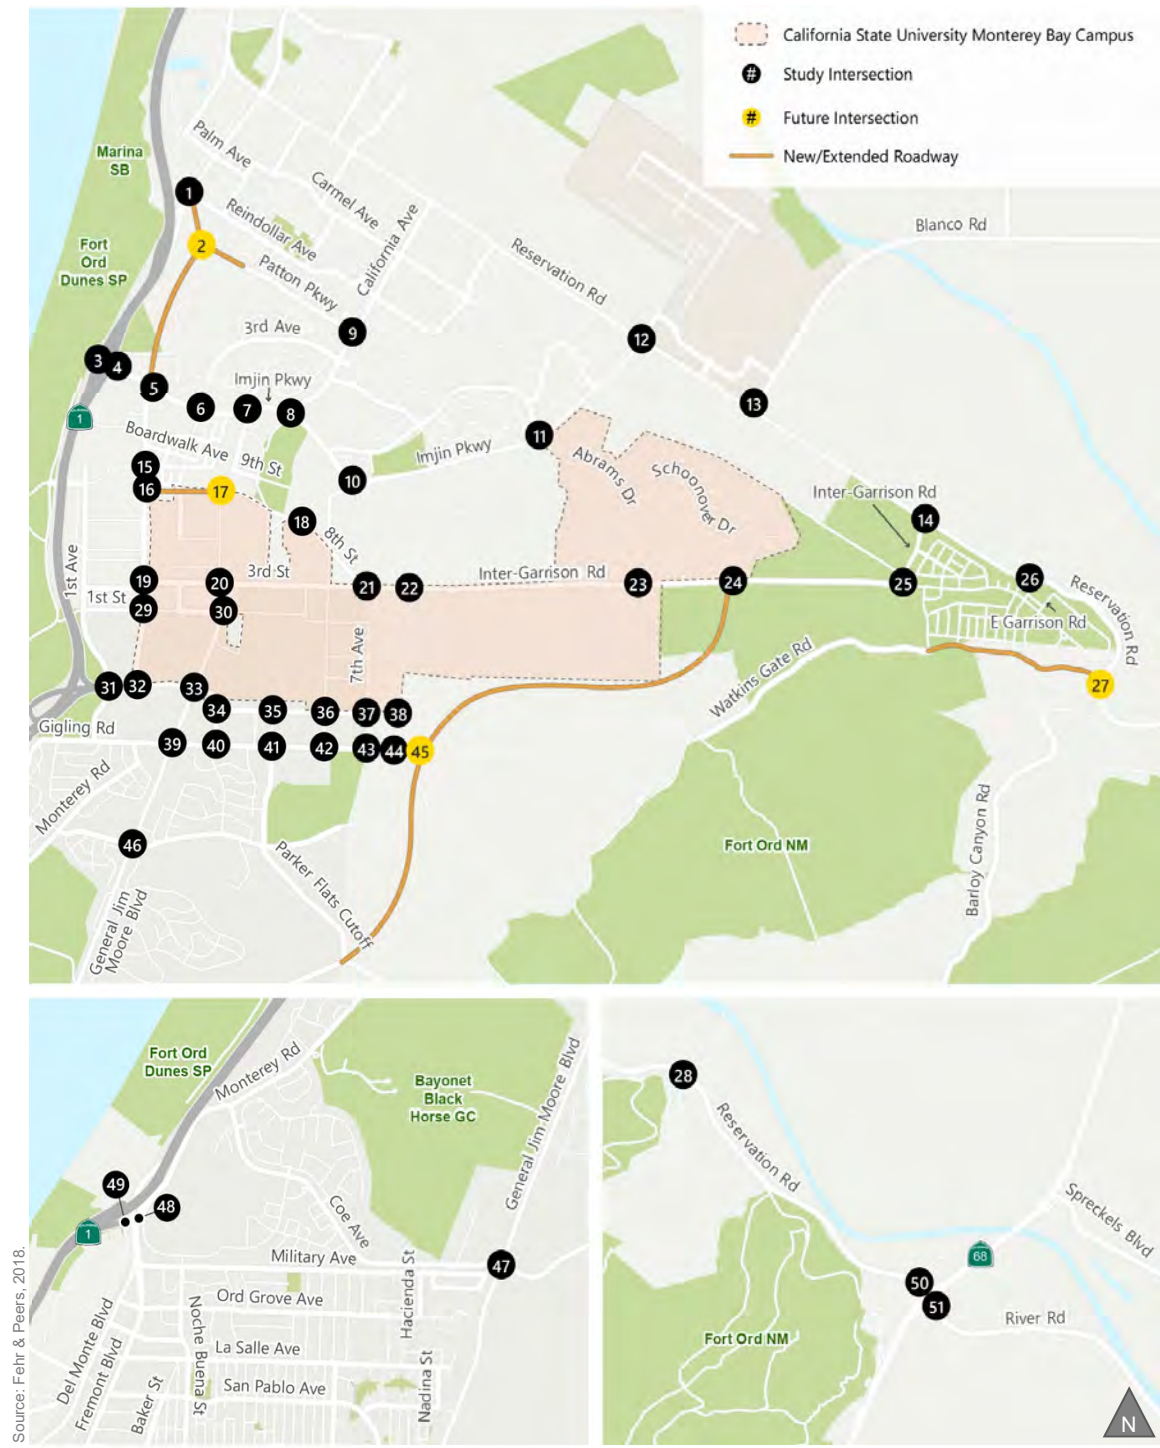 California State University Monterey Bay Campus
# Study Intersection
# Future Intersection
New/Extended Roadway
Marina
SB
Palm Ave
Carmel Ave
California Ave
Reindollar Ave
Patton Pkwy
Reservation Rd
Blanco Rd
1
2
Fort
Ord
Dunes SP
3rd Ave
9
12
3
4
5
Imjin Pkwy
6
7
8
13
1
Boardwalk Ave
9th St
Imjin Pkwy
11
Abrams Dr
Schoonover Dr
15
16
17
10
Inter-Garrison Rd
14
18
8th St
1st Ave
19
20
3rd St
21
22
Inter-Garrison Rd
23
24
25
26
Reservation Rd
1st St
29
30
E Garrison Rd
7th Ave
Watkins Gate Rd
27
31
32
33
34
35
36
37
38
Gigling Rd
39
40
41
42
43
44
45
Monterey Rd
46
Parker Flats Cutoff
General Jim
Moore Blvd
Fort Ord NM
Barloy Canyon Rd
Fort Ord
Dunes SP
Monterey Rd
Bayonet
Black
Horse GC
General Jim Moore Blvd
49
48
1
Coe Ave
Military Ave
47
Hacienda St
Ord Grove Ave
Noche Buena St
Del Monte Blvd
Fremont Blvd
La Salle Ave
San Pablo Ave
Baker St
Nadina St
28
Reservation Rd
Spreckels Blvd
68
50
51
River Rd
Fort Ord NM
N
Source: Fehr & Peers, 2018.